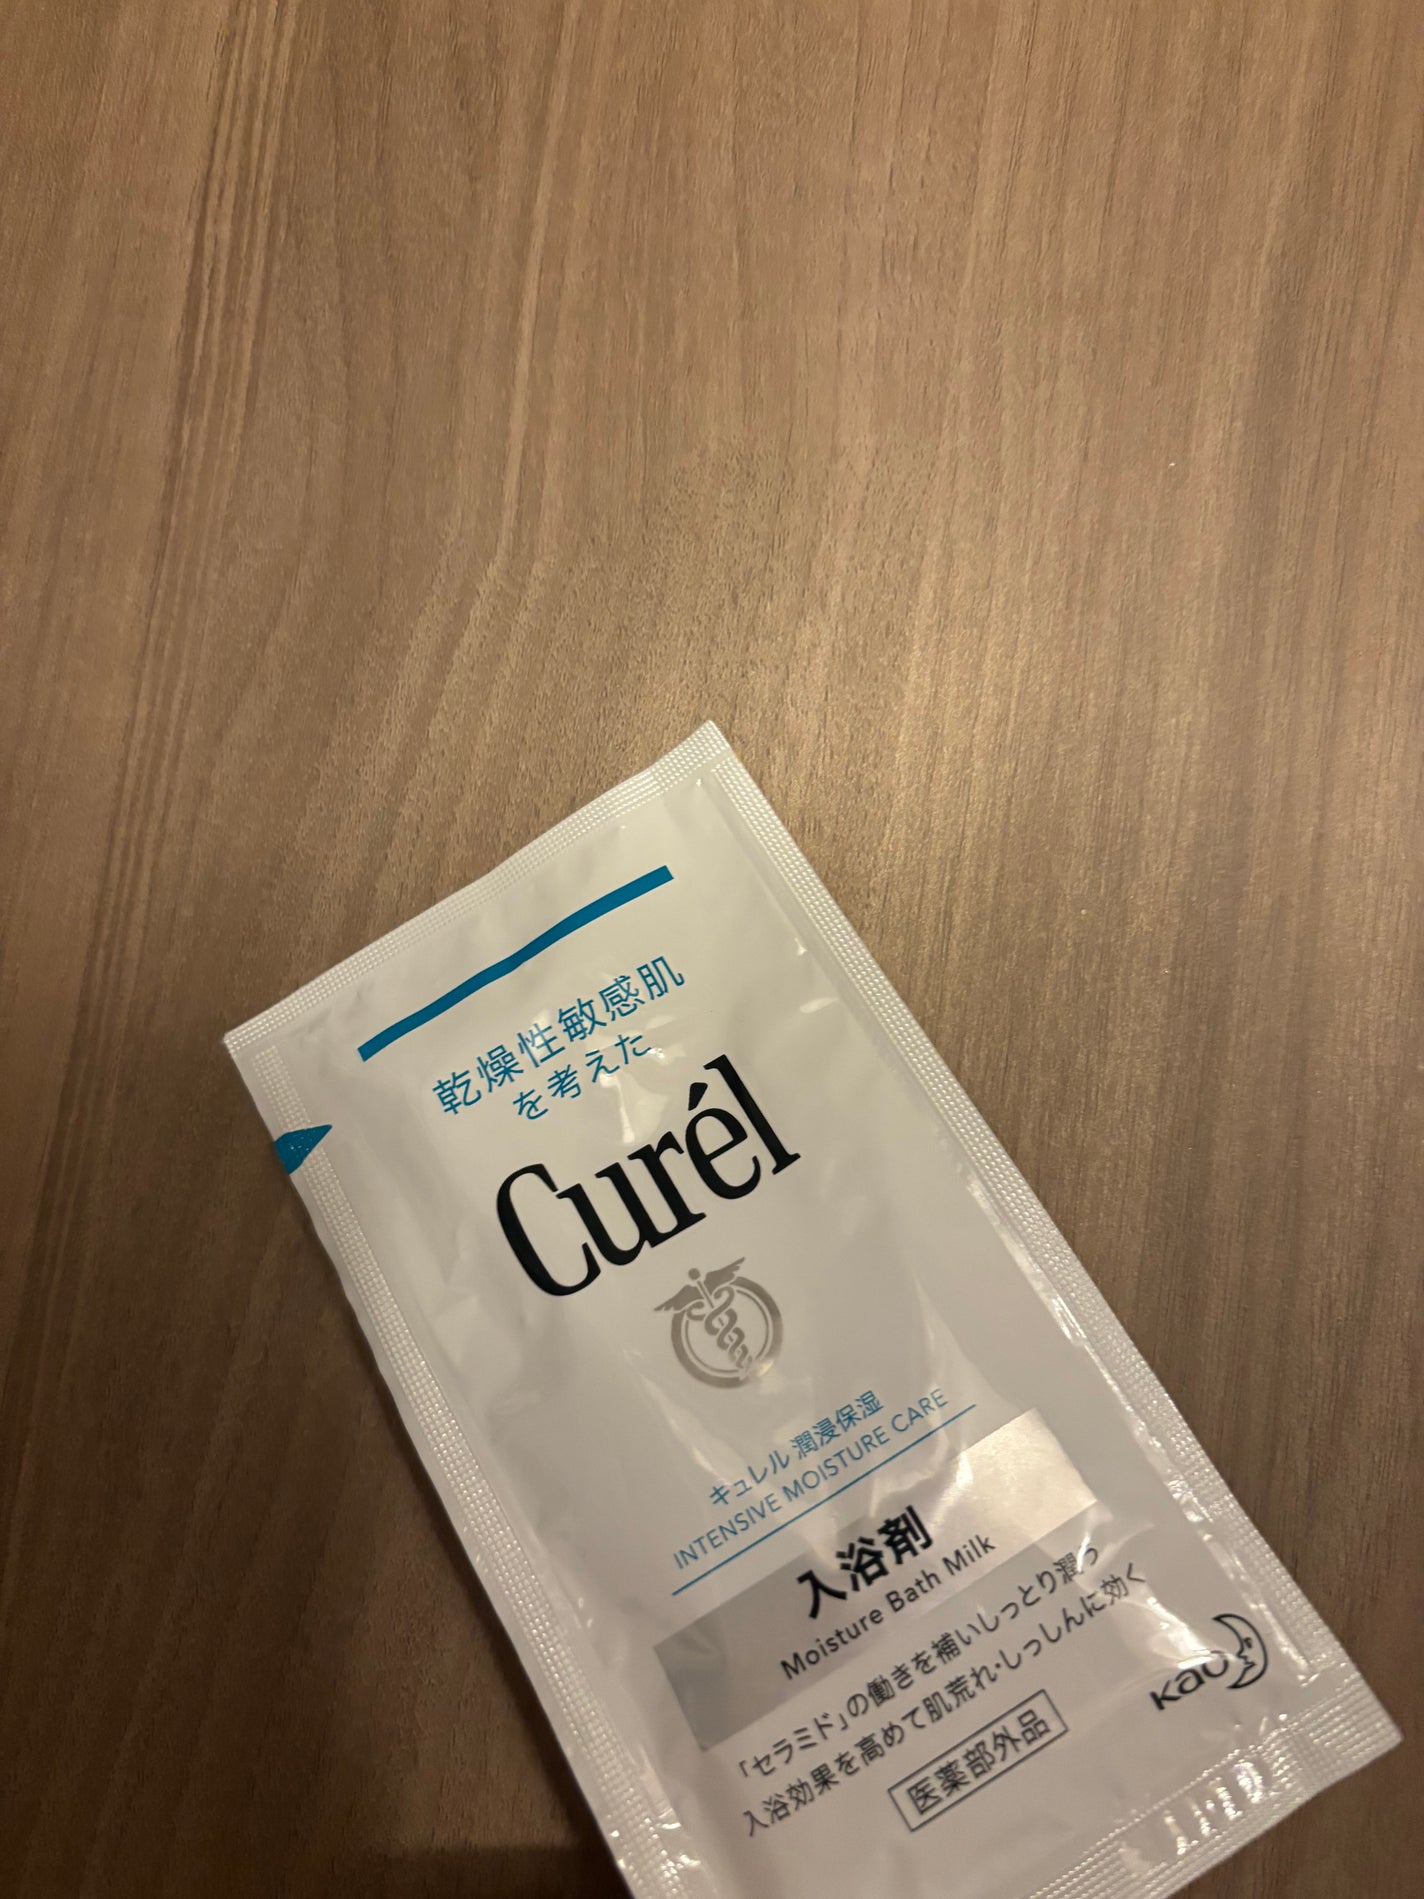 乾燥性敏感肌
を考えた
Curél
キュレル 潤浸保湿
INTENSIVE MOISTURE CARE
入浴剤
Moisture Bath Milk
「セラミド」の働きを補いしっとり潤う
入浴効果を高めて肌荒れ・しっしんに効く
医薬部外品
Kao